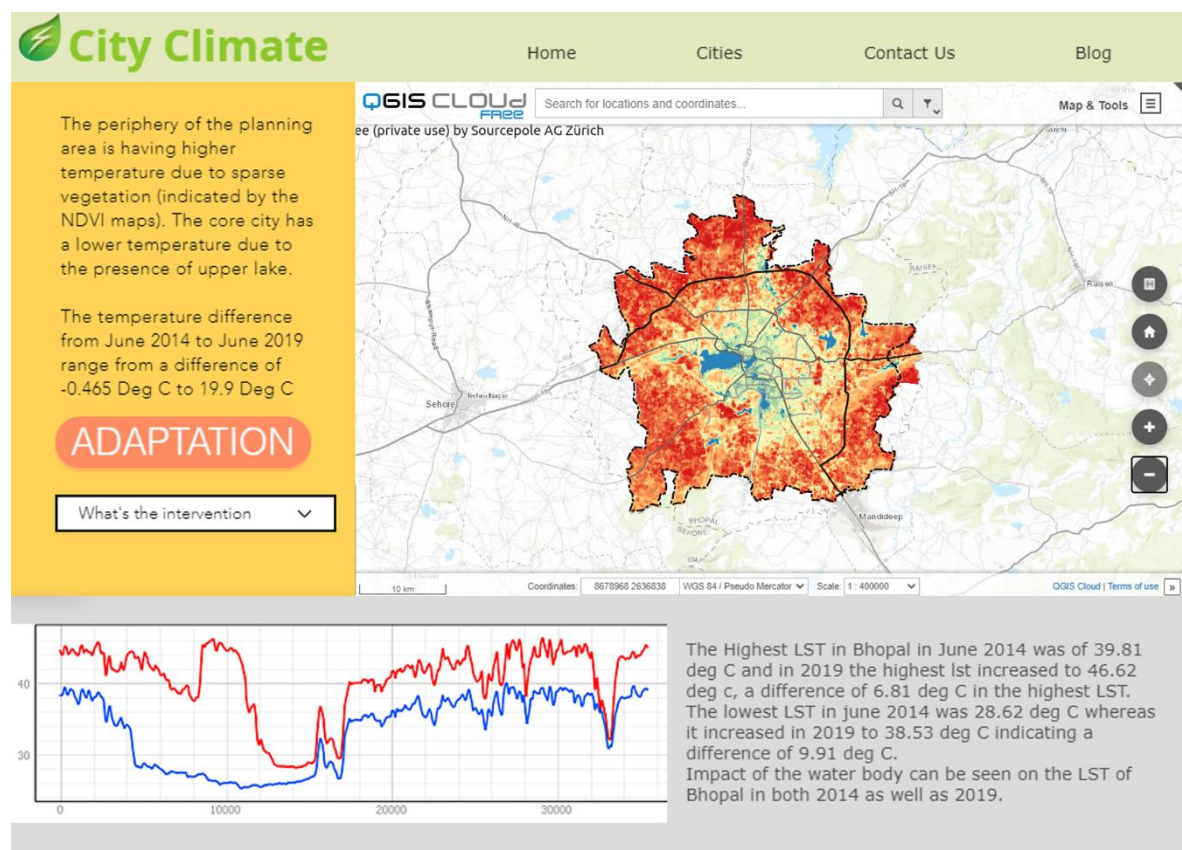 City Climate
Home
Cities
Contact Us
Blog
The periphery of the planning
area is having higher
temperature due to sparse
vegetation (indicated by the
NDVI maps). The core city has
a lower temperature due to
the presence of upper lake.
The temperature difference
from June 2014 to June 2019
range from a difference of
-0.465 Deg C to 19.9 Deg C
ADAPTATION
What's the intervention
QGIS CLOUD
FREE
Search for locations and coordinates...
Map & Tools
ee (private use) by Sourcepole AG Zürich
RAISEN
Raisen
Sehore
Nehru Nagar
BHOPAL
SEHORE
Mandideep
10 km
Coordinates:
8678968 2636838
WGS 84 / Pseudo Mercator
Scale:
1 : 400000
QGIS Cloud | Terms of use
»
40
30
0
10000
20000
30000
The Highest LST in Bhopal in June 2014 was of 39.81
deg C and in 2019 the highest lst increased to 46.62
deg c, a difference of 6.81 deg C in the highest LST.
The lowest LST in june 2014 was 28.62 deg C whereas
it increased in 2019 to 38.53 deg C indicating a
difference of 9.91 deg C.
Impact of the water body can be seen on the LST of
Bhopal in both 2014 as well as 2019.